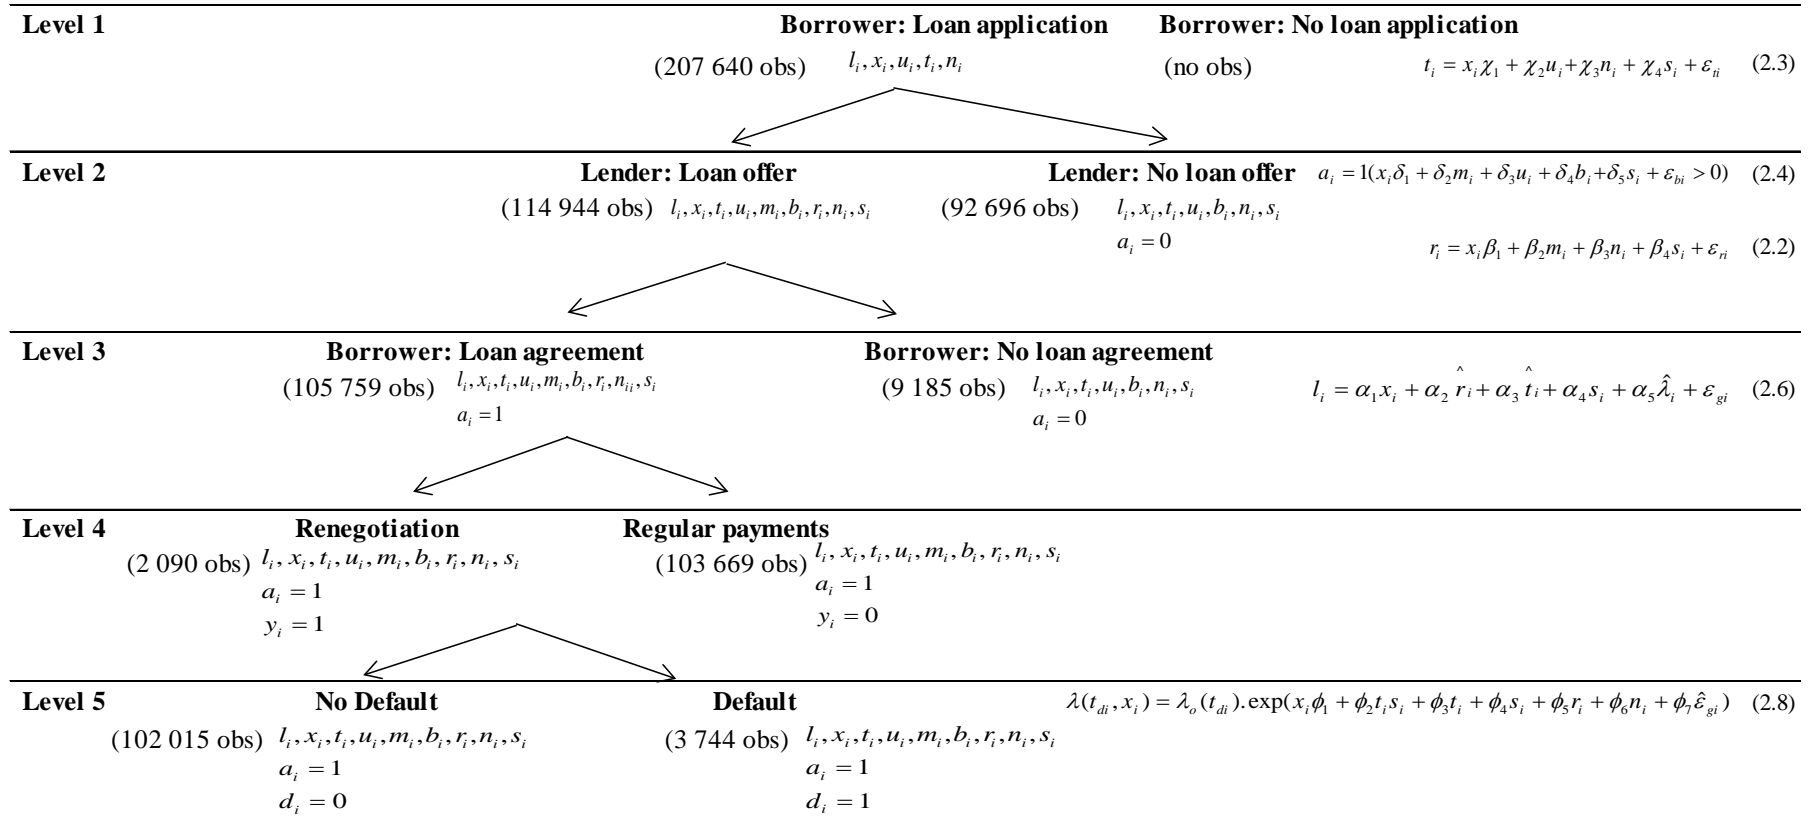 Level 1 Borrower: Loan application Borrower: No loan application
(207 640 obs) l_i, x_i, u_i, t_i, n_i (no obs) t_i = x_iχ_1 + χ_2u_i+χ_3n_i + χ_4s_i + ε_ti (2.3)
Level 2 Lender: Loan offer Lender: No loan offer a_i = 1(x_iδ_1 + δ_2m_i + δ_3u_i + δ_4b_i+δ_5s_i + ε_bi > 0) (2.4)
(114 944 obs) l_i, x_i, t_i, u_i, m_i, b_i, r_i, n_i, s_i (92 696 obs) l_i, x_i, t_i, u_i, b_i, n_i, s_i
a_i = 0
r_i = x_iβ_1 + β_2m_i + β_3n_i + β_4s_i + ε_ri (2.2)
Level 3 Borrower: Loan agreement Borrower: No loan agreement
(105 759 obs) l_i, x_i, t_i, u_i, m_i, b_i, r_i, n_ii, s_i (9 185 obs) l_i, x_i, t_i, u_i, b_i, n_i, s_i l_i = α_1x_i + α_2 r̂_i + α_3 t̂_i + α_4s_i + α_5λ̂_i + ε_gi (2.6)
a_i = 1 a_i = 0
Level 4 Renegotiation Regular payments
(2 090 obs) l_i, x_i, t_i, u_i, m_i, b_i, r_i, n_i, s_i (103 669 obs) l_i, x_i, t_i, u_i, m_i, b_i, r_i, n_i, s_i
a_i = 1 a_i = 1
y_i = 1 y_i = 0
Level 5 No Default Default λ(t_di, x_i) = λ_o(t_di).exp(x_iφ_1 + φ_2t_is_i + φ_3t_i + φ_4s_i + φ_5r_i + φ_6n_i + φ_7ε̂_gi) (2.8)
(102 015 obs) l_i, x_i, t_i, u_i, m_i, b_i, r_i, n_i, s_i (3 744 obs) l_i, x_i, t_i, u_i, m_i, b_i, r_i, n_i, s_i
a_i = 1 a_i = 1
d_i = 0 d_i = 1